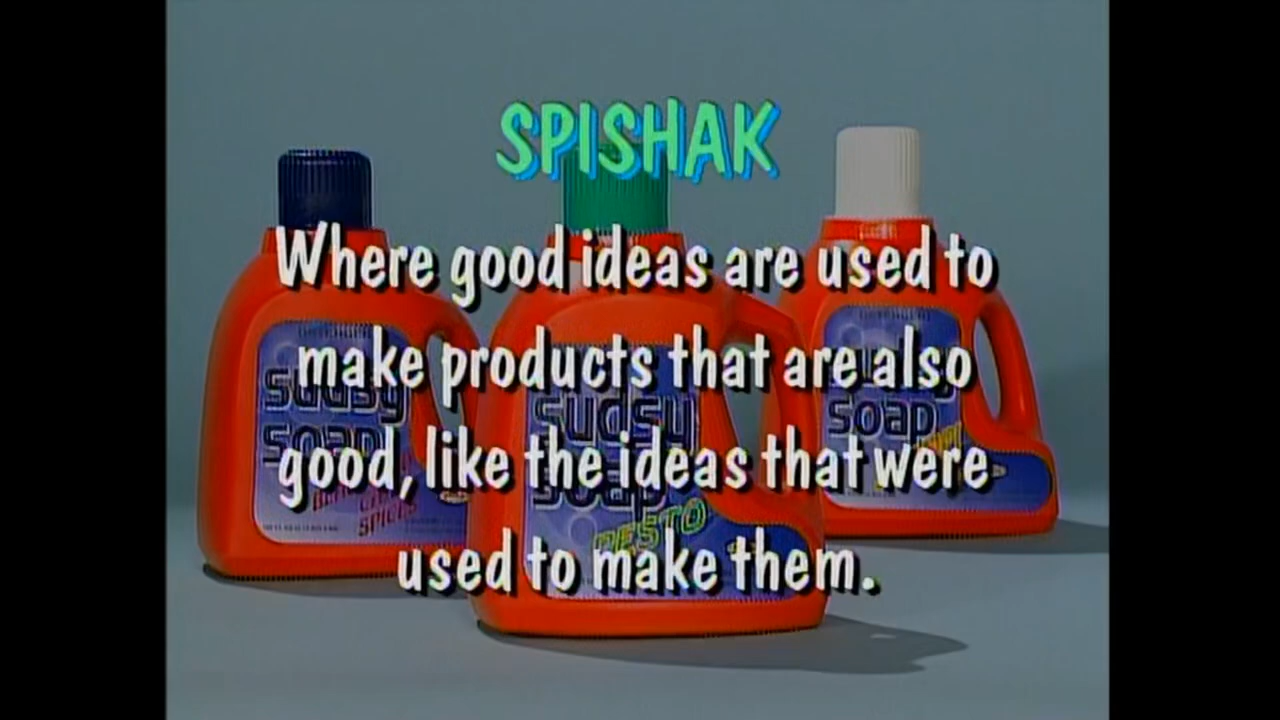 SPISHAK
Where good ideas are used to
make products that are also
good, like the ideas that were
used to make them.
sudsy
soap
SPICES
sudsy
soap
PESTO
soap